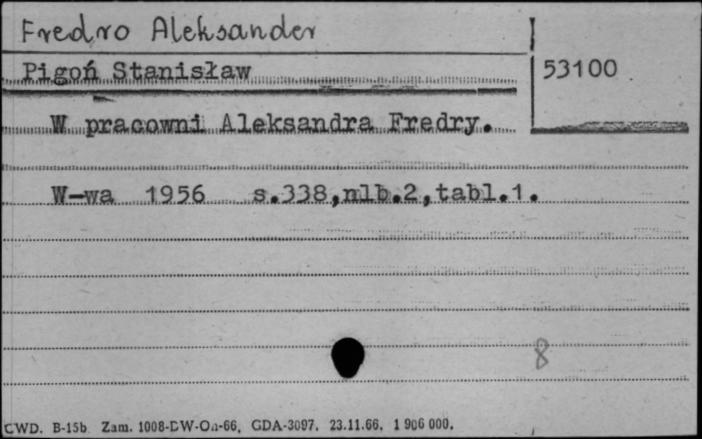 Fredro Aleksander
Pigoń Stanisław
53100
W pracowni Aleksandra Fredry.
W-wa 1956 s.338,nlb.2,tabl.1.
8
CWD. B-15b Zam. 1008-DW-Oa-66, GDA-3097. 23.11.66. 1 906 000.